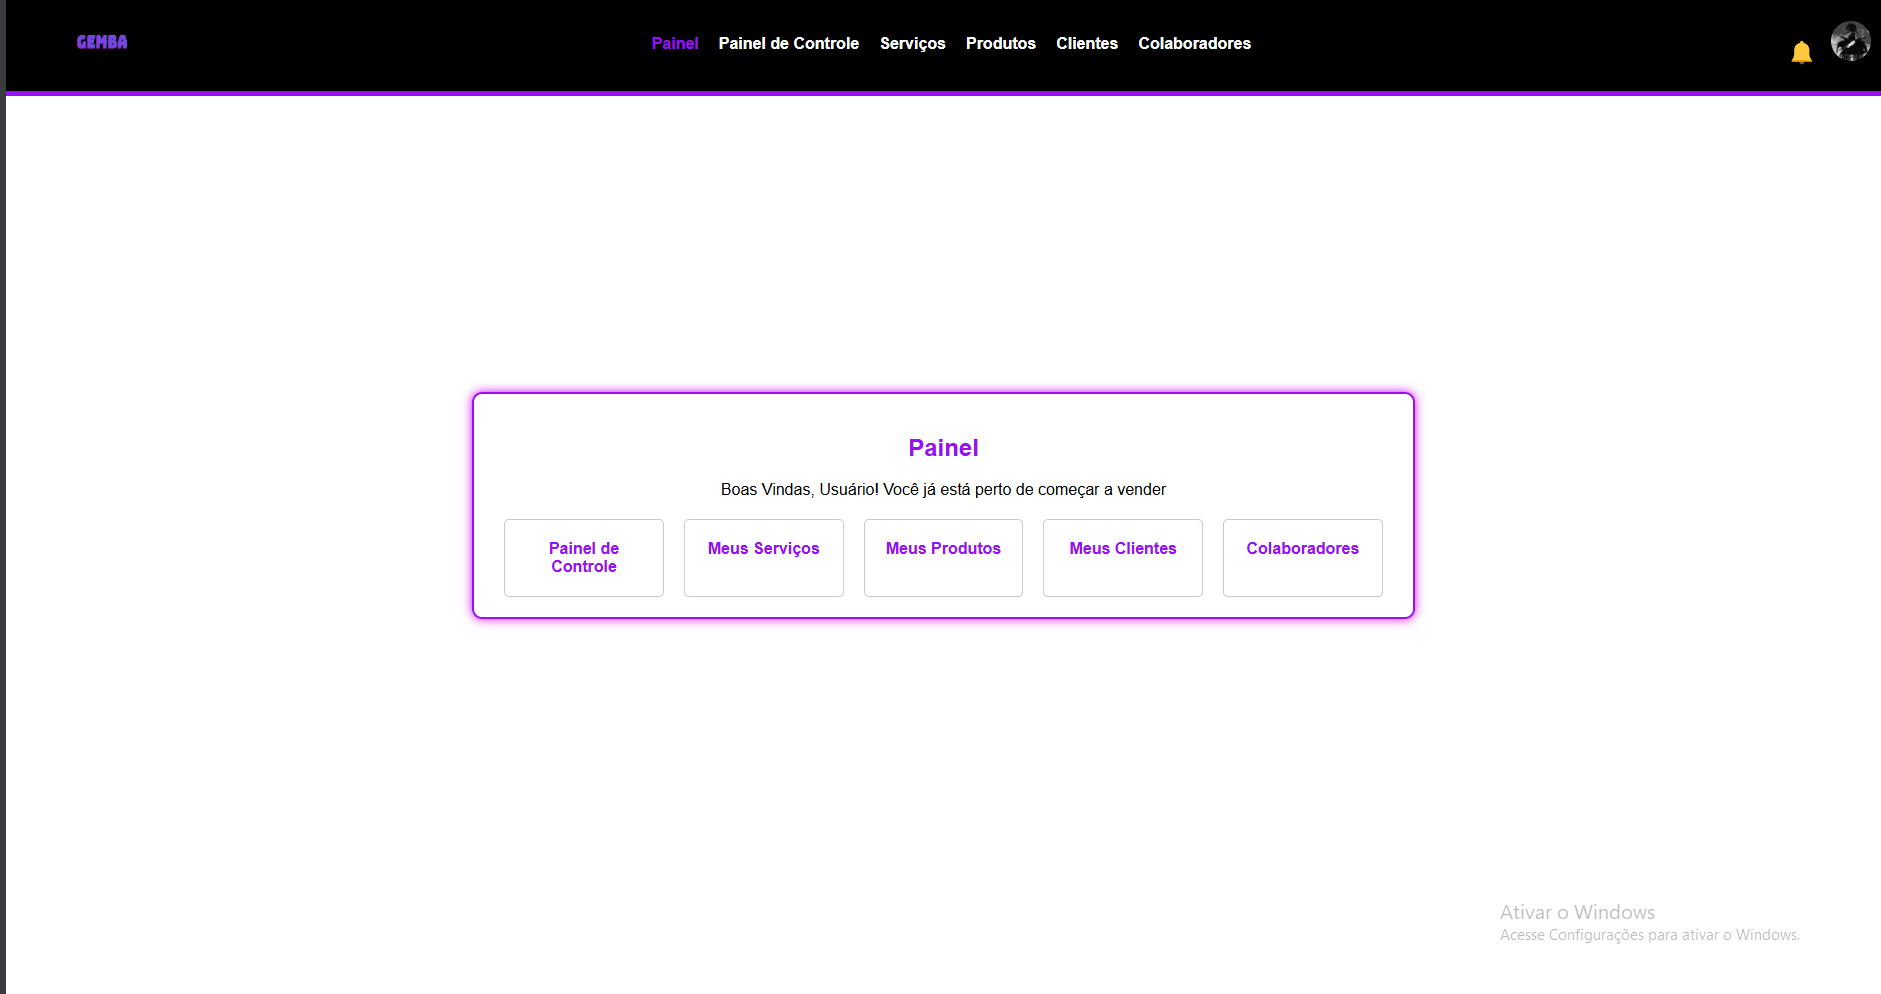 GEMBA
Painel
Painel de Controle
Serviços
Produtos
Clientes
Colaboradores
Painel
Boas Vindas, Usuário! Você já está perto de começar a vender
Painel de
Controle
Meus Serviços
Meus Produtos
Meus Clientes
Colaboradores
Ativar o Windows
Acesse Configurações para ativar o Windows.